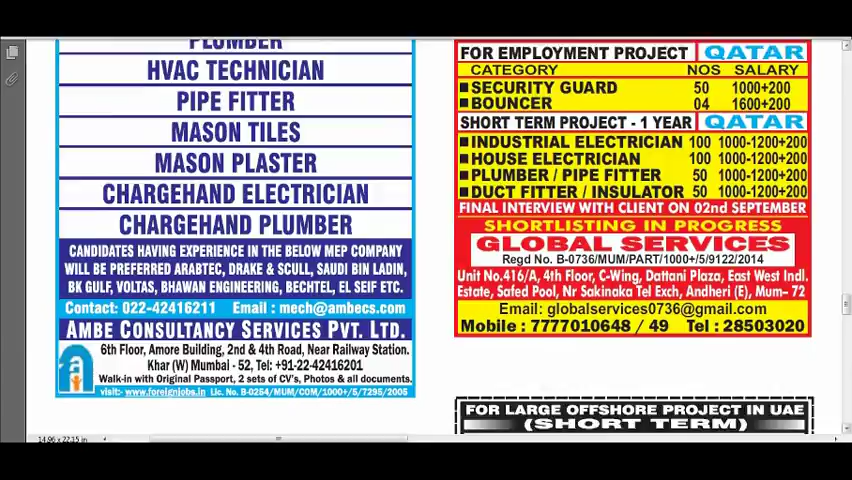 PLUMBER
HVAC TECHNICIAN
PIPE FITTER
MASON TILES
MASON PLASTER
CHARGEHAND ELECTRICIAN
CHARGEHAND PLUMBER
CANDIDATES HAVING EXPERIENCE IN THE BELOW MEP COMPANY
WILL BE PREFERRED ARABTEC, DRAKE & SCULL, SAUDI BIN LADIN,
BK GULF, VOLTAS, BHAWAN ENGINEERING, BECHTEL, EL SEIF ETC.
Contact: 022-42416211 Email : mech@ambecs.com
AMBE CONSULTANCY SERVICES PVT. LTD.
6th Floor, Amore Building, 2nd & 4th Road, Near Railway Station.
Khar (W) Mumbai - 52, Tel: +91-22-42416201
Walk-in with Original Passport, 2 sets of CV's, Photos & all documents.
visit:- www.foreignjobs.in Lic. No. B-0254/MUM/COM/1000+/5/7295/2005
FOR EMPLOYMENT PROJECT QATAR
CATEGORY NOS SALARY
SECURITY GUARD 50 1000+200
BOUNCER 04 1600+200
SHORT TERM PROJECT - 1 YEAR QATAR
INDUSTRIAL ELECTRICIAN 100 1000-1200+200
HOUSE ELECTRICIAN 100 1000-1200+200
PLUMBER / PIPE FITTER 50 1000-1200+200
DUCT FITTER / INSULATOR 50 1000-1200+200
FINAL INTERVIEW WITH CLIENT ON 02nd SEPTEMBER
SHORTLISTING IN PROGRESS
GLOBAL SERVICES
Regd No. B-0736/MUM/PART/1000+/5/9122/2014
Unit No.416/A, 4th Floor, C-Wing, Dattani Plaza, East West Indl.
Estate, Safed Pool, Nr Sakinaka Tel Exch, Andheri (E), Mum– 72
Email: globalservices0736@gmail.com
Mobile : 7777010648 / 49 Tel : 28503020
FOR LARGE OFFSHORE PROJECT IN UAE
(SHORT TERM)
14.96 x 22.15 in